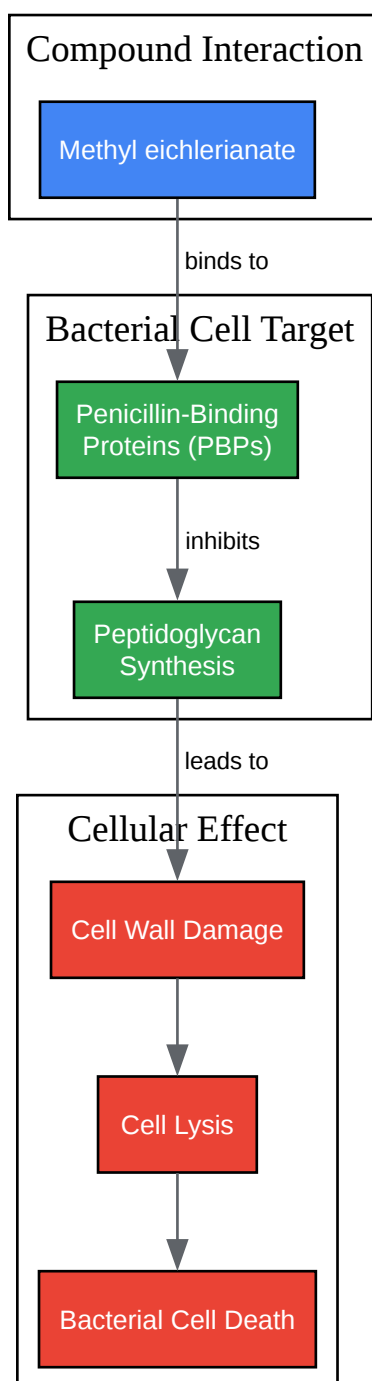 Compound Interaction
Methyl eichlerianate
binds to
Bacterial Cell Target
Penicillin-Binding
Proteins (PBPs)
inhibits
Peptidoglycan
Synthesis
leads to
Cellular Effect
Cell Wall Damage
Cell Lysis
Bacterial Cell Death